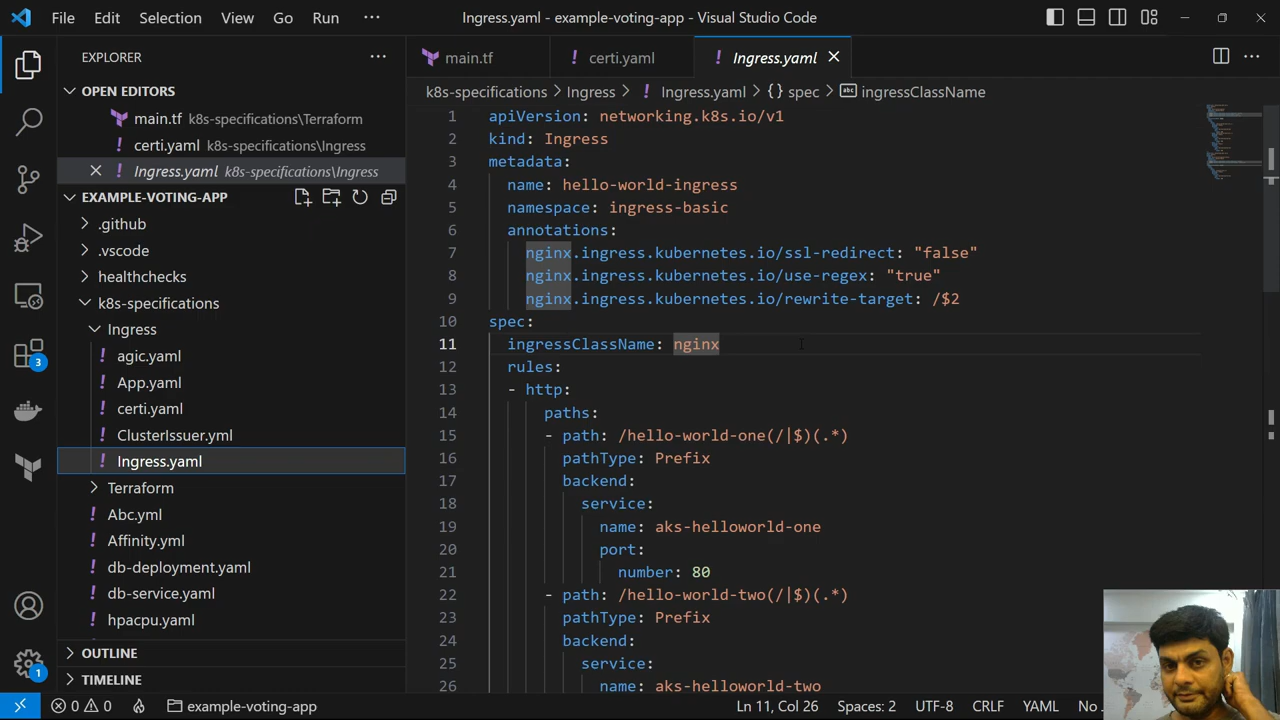 File Edit Selection View Go Run ··· Ingress.yaml - example-voting-app - Visual Studio Code
EXPLORER ···
OPEN EDITORS
main.tf k8s-specifications\Terraform
certi.yaml k8s-specifications\Ingress
Ingress.yaml k8s-specifications\Ingress
EXAMPLE-VOTING-APP
.github
.vscode
healthchecks
k8s-specifications
Ingress
agic.yaml
App.yaml
certi.yaml
ClusterIssuer.yml
Ingress.yaml
Terraform
Abc.yml
Affinity.yml
db-deployment.yaml
db-service.yaml
hpacpu.yaml
OUTLINE
TIMELINE
3
1
main.tf certi.yaml Ingress.yaml
k8s-specifications > Ingress > Ingress.yaml > {} spec > abc ingressClassName
1 apiVersion: networking.k8s.io/v1
2 kind: Ingress
3 metadata:
4 name: hello-world-ingress
5 namespace: ingress-basic
6 annotations:
7 nginx.ingress.kubernetes.io/ssl-redirect: "false"
8 nginx.ingress.kubernetes.io/use-regex: "true"
9 nginx.ingress.kubernetes.io/rewrite-target: /$2
10 spec:
11 ingressClassName: nginx
12 rules:
13 - http:
14 paths:
15 - path: /hello-world-one(/|$)(.*)
16 pathType: Prefix
17 backend:
18 service:
19 name: aks-helloworld-one
20 port:
21 number: 80
22 - path: /hello-world-two(/|$)(.*)
23 pathType: Prefix
24 backend:
25 service:
26 name: aks-helloworld-two
0 0 example-voting-app Ln 11, Col 26 Spaces: 2 UTF-8 CRLF YAML No